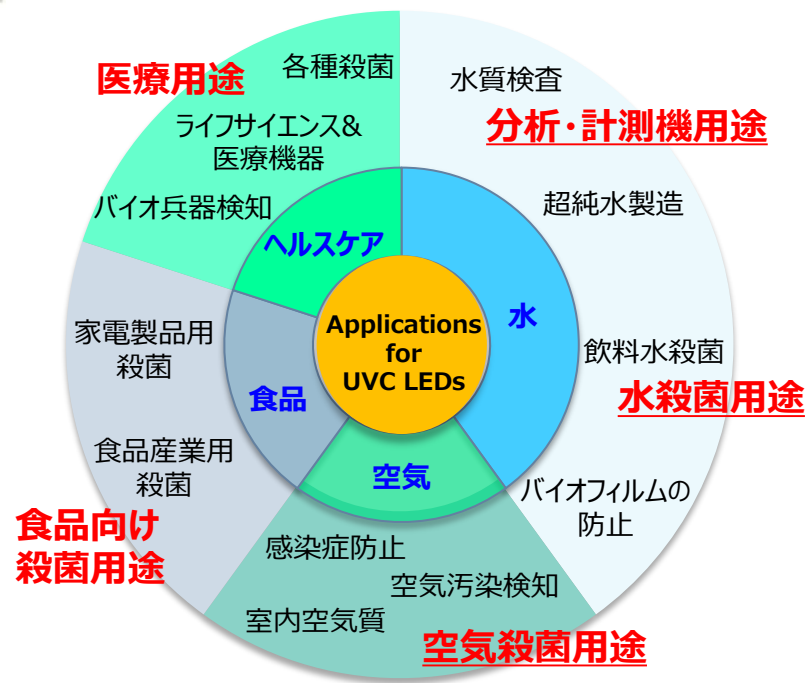 各種殺菌
医療用途
ライフサイエンス&
医療機器
バイオ兵器検知
ヘルスケア
水質検査
分析・計測機用途
超純水製造
水
飲料水殺菌
水殺菌用途
バイオフィルムの
防止
Applications
for
UVC LEDs
家電製品用
殺菌
食品
食品産業用
殺菌
食品向け
殺菌用途
空気
感染症防止
空気汚染検知
室内空気質
空気殺菌用途